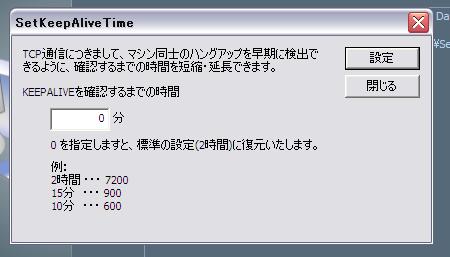 SetKeepAliveTime
TCP通信につきまして、マシン同士のハングアップを早期に検出で
きるように、確認するまでの時間を短縮・延長できます。
設定
閉じる
KEEPALIVEを確認するまでの時間
0 分
0 を指定しますと、標準の設定(2時間)に復元いたします。
例:
2時間 ・・・ 7200
15分 ・・・ 900
10分 ・・・ 600
Da
¥Se